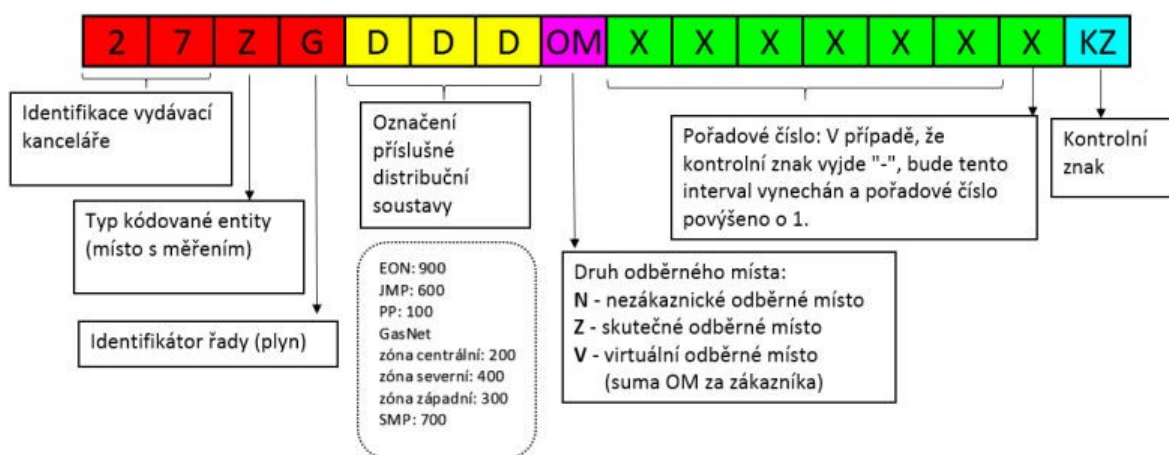 2 7 Z G D D D OM X X X X X X X KZ
Identifikace vydávací
kanceláře
Typ kódované entity
(místo s měřením)
Identifikátor řady (plyn)
Označení
příslušné
distribuční
soustavy
EON: 900
JMP: 600
PP: 100
GasNet
zóna centrální: 200
zóna severní: 400
zóna západní: 300
SMP: 700
Pořadové číslo: V případě, že
kontrolní znak vyjde "-", bude tento
interval vynechán a pořadové číslo
povýšeno o 1.
Druh odběrného místa:
N - nezákaznické odběrné místo
Z - skutečné odběrné místo
V - virtuální odběrné místo
(suma OM za zákazníka)
Kontrolní
znak